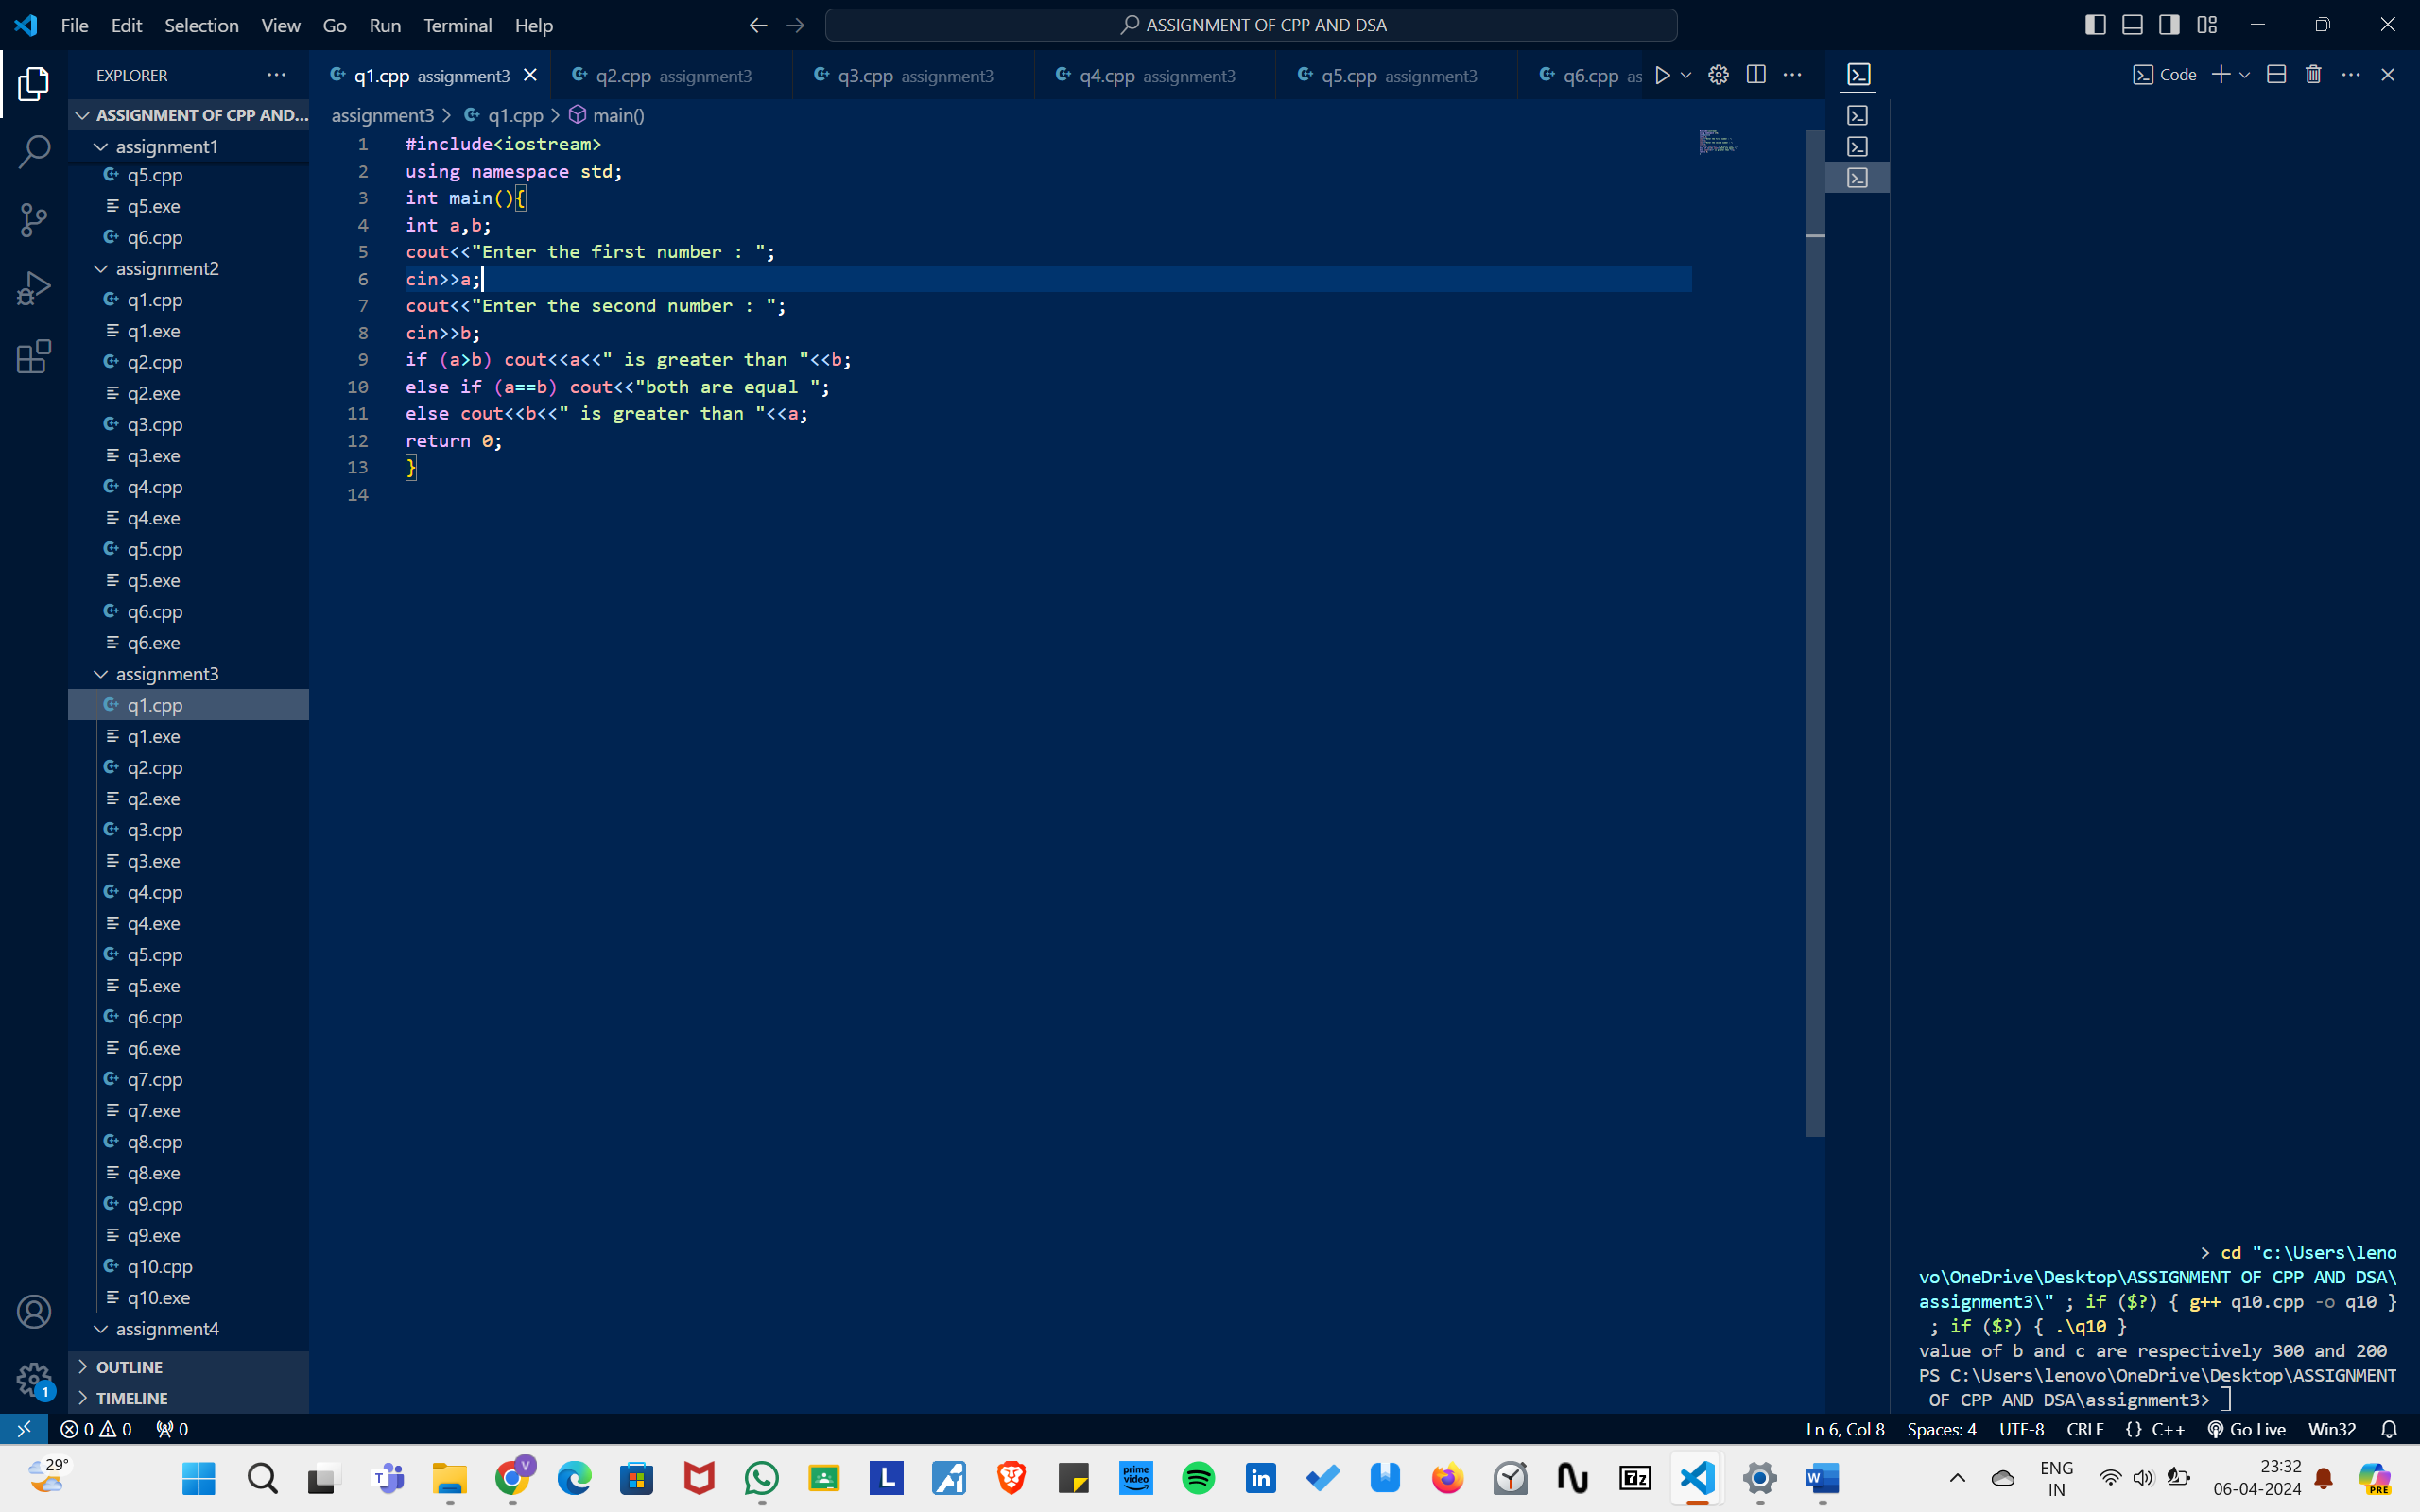 File Edit Selection View Go Run Terminal Help
ASSIGNMENT OF CPP AND DSA
EXPLORER
ASSIGNMENT OF CPP AND...
assignment1
q5.cpp
q5.exe
q6.cpp
assignment2
q1.cpp
q1.exe
q2.cpp
q2.exe
q3.cpp
q3.exe
q4.cpp
q4.exe
q5.cpp
q5.exe
q6.cpp
q6.exe
assignment3
q1.cpp
q1.exe
q2.cpp
q2.exe
q3.cpp
q3.exe
q4.cpp
q4.exe
q5.cpp
q5.exe
q6.cpp
q6.exe
q7.cpp
q7.exe
q8.cpp
q8.exe
q9.cpp
q9.exe
q10.cpp
q10.exe
assignment4
OUTLINE
TIMELINE
q1.cpp assignment3 q2.cpp assignment3 q3.cpp assignment3 q4.cpp assignment3 q5.cpp assignment3 q6.cpp as
assignment3 > q1.cpp > main()
1 #include<iostream>
2 using namespace std;
3 int main(){
4 int a,b;
5 cout<<"Enter the first number : ";
6 cin>>a;
7 cout<<"Enter the second number : ";
8 cin>>b;
9 if (a>b) cout<<a<<" is greater than "<<b;
10 else if (a==b) cout<<"both are equal ";
11 else cout<<b<<" is greater than "<<a;
12 return 0;
13 }
14
Code
> cd "c:\Users\leno
vo\OneDrive\Desktop\ASSIGNMENT OF CPP AND DSA\
assignment3\" ; if ($?) { g++ q10.cpp -o q10 }
; if ($?) { .\q10 }
value of b and c are respectively 300 and 200
PS C:\Users\lenovo\OneDrive\Desktop\ASSIGNMENT
OF CPP AND DSA\assignment3>
1
0 0 0
Ln 6, Col 8 Spaces: 4 UTF-8 CRLF {} C++ Go Live Win32
29°
V
T
prime video
L
in
7z
W
ENG
IN
23:32
06-04-2024
PRE